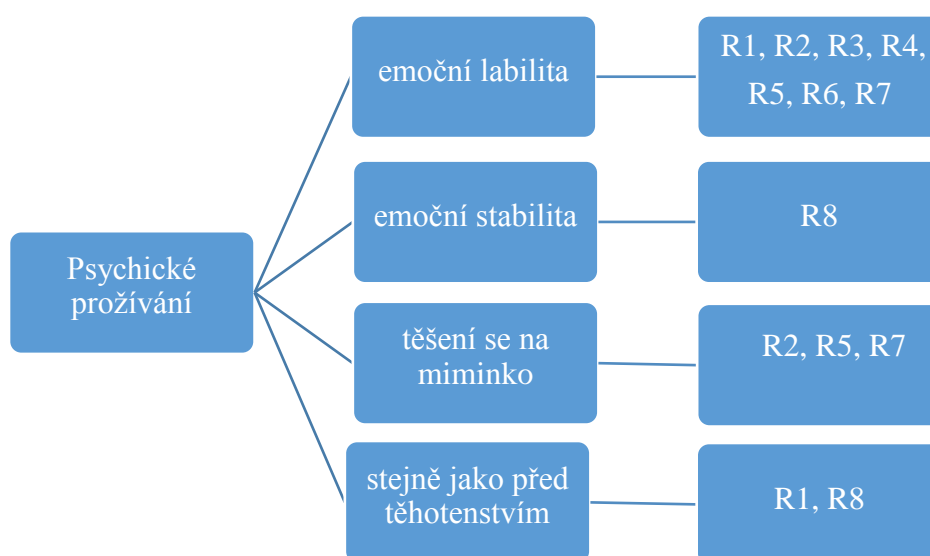 Psychické
prožívání
emoční labilita
R1, R2, R3, R4,
R5, R6, R7
emoční stabilita
R8
těšení se na
miminko
R2, R5, R7
stejně jako před
těhotenstvím
R1, R8